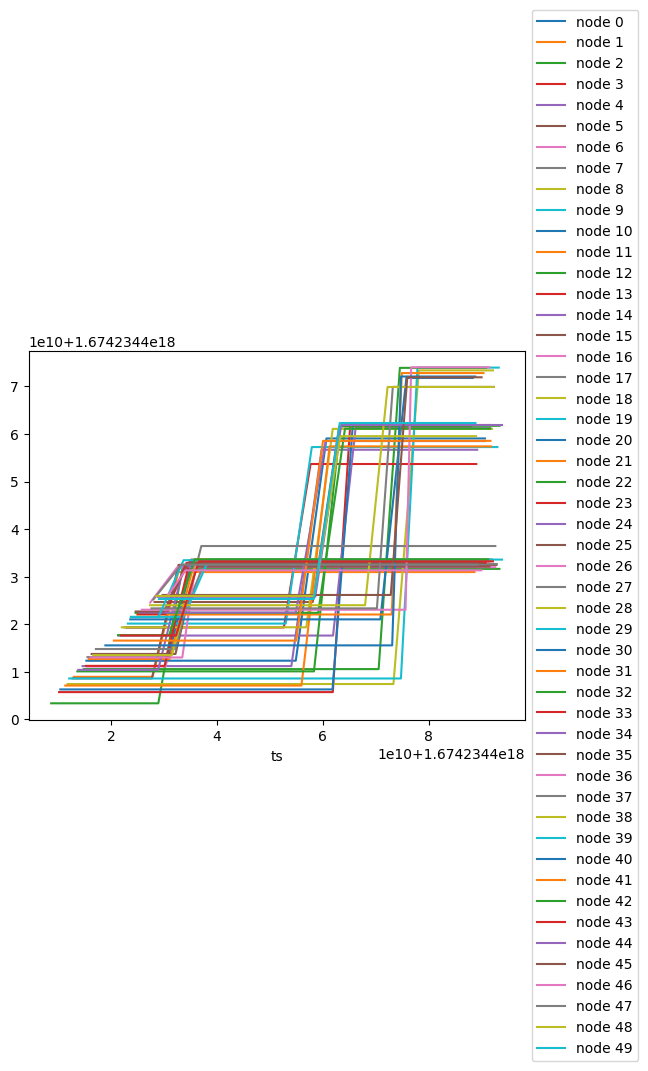 node 0
node 1
node 2
node 3
node 4
node 5
node 6
node 7
node 8
node 9
node 10
node 11
node 12
node 13
node 14
node 15
node 16
node 17
node 18
node 19
node 20
node 21
node 22
node 23
node 24
node 25
node 26
node 27
node 28
node 29
node 30
node 31
node 32
node 33
node 34
node 35
node 36
node 37
node 38
node 39
node 40
node 41
node 42
node 43
node 44
node 45
node 46
node 47
node 48
node 49
1e10+1.6742344e18
7
6
5
4
3
2
1
0
2 4 6 8
ts
1e10+1.6742344e18